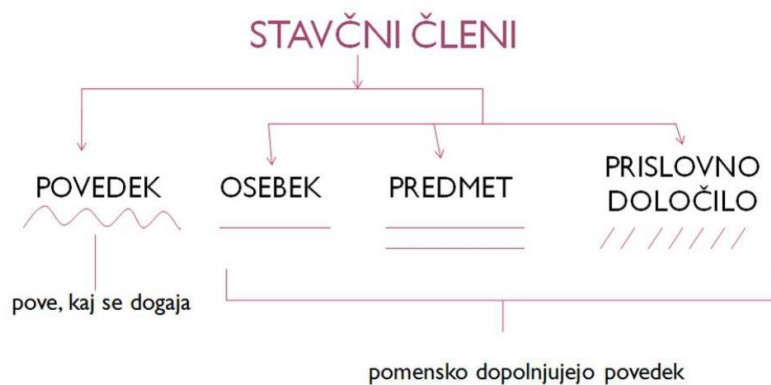 STAVČNI ČLENI
POVEDEK
OSEBEK
PREDMET
PRISLOVNO
DOLOČILO
pove, kaj se dogaja
pomensko dopolnjujejo povedek